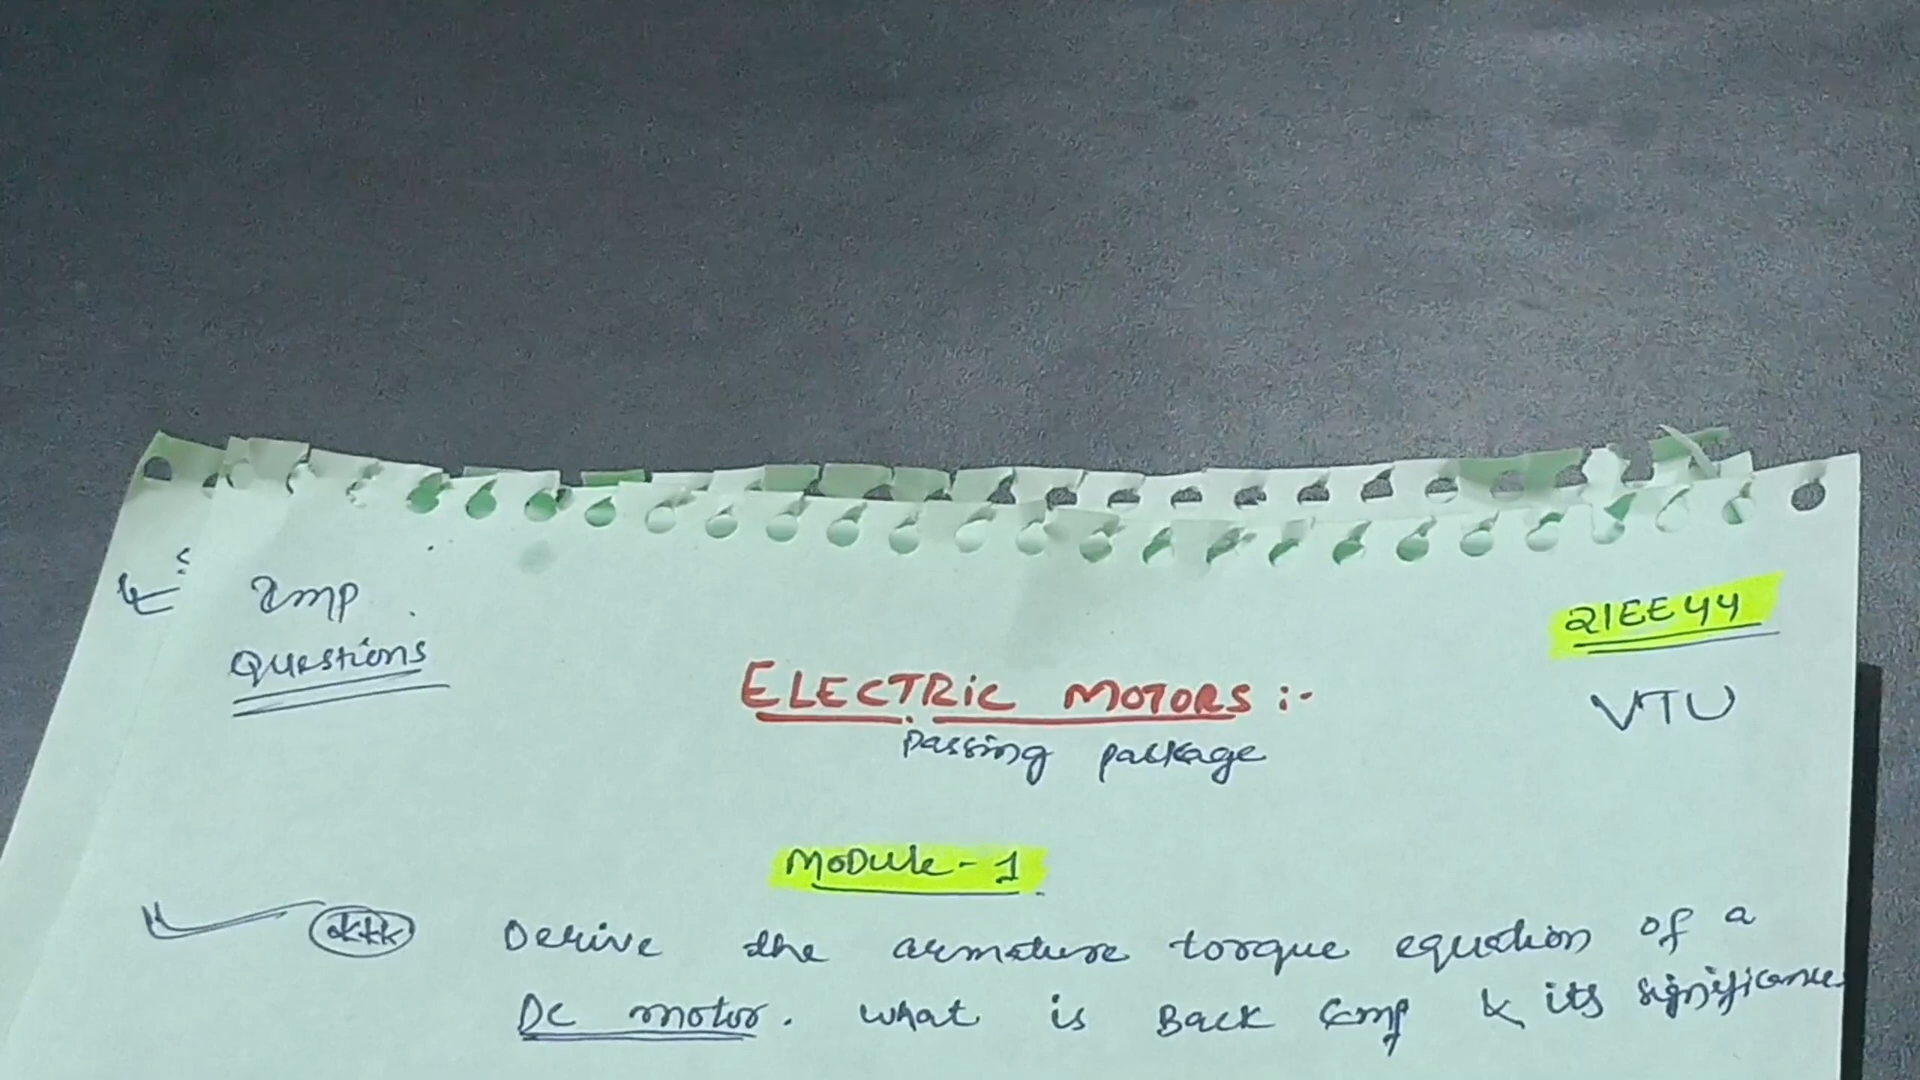 Imp
Questions
21EE44
VTU
ELECTRIC MOTORS :-
Passing package
MODULE - 1
*** Derive the armature torque equation of a
DC motor. What is Back Emf & its significance